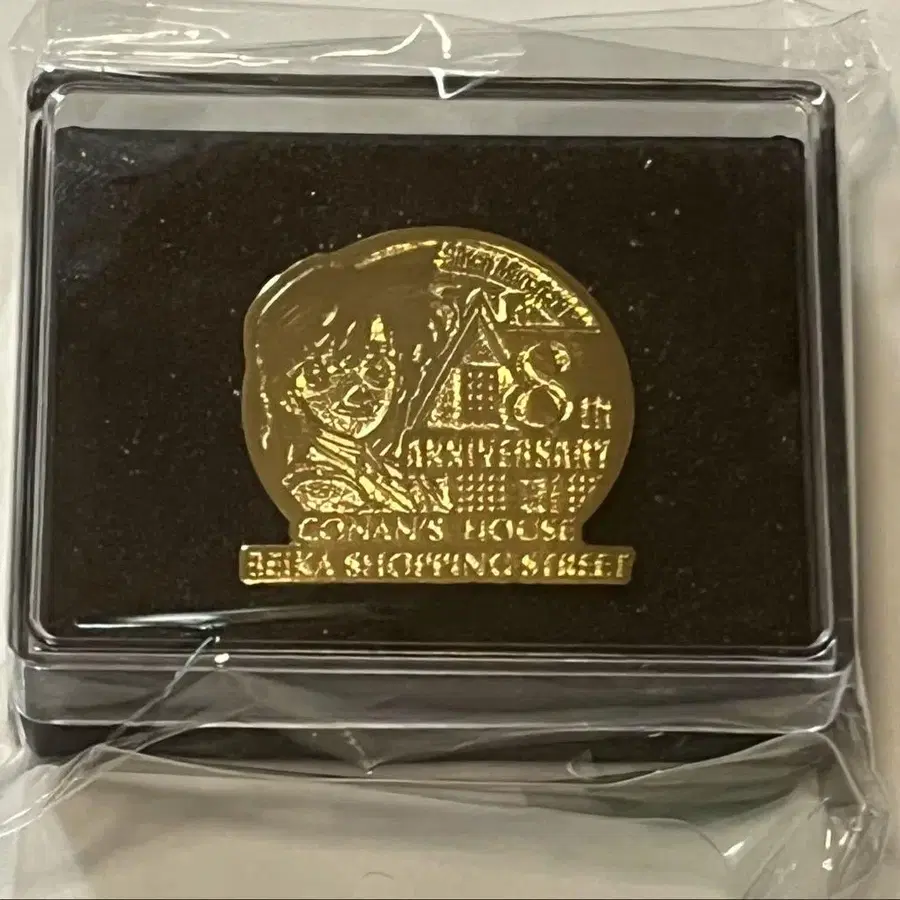 8TH
ANNIVERSARY
CONAN'S HOUSE
BEIKA SHOPPING STREET